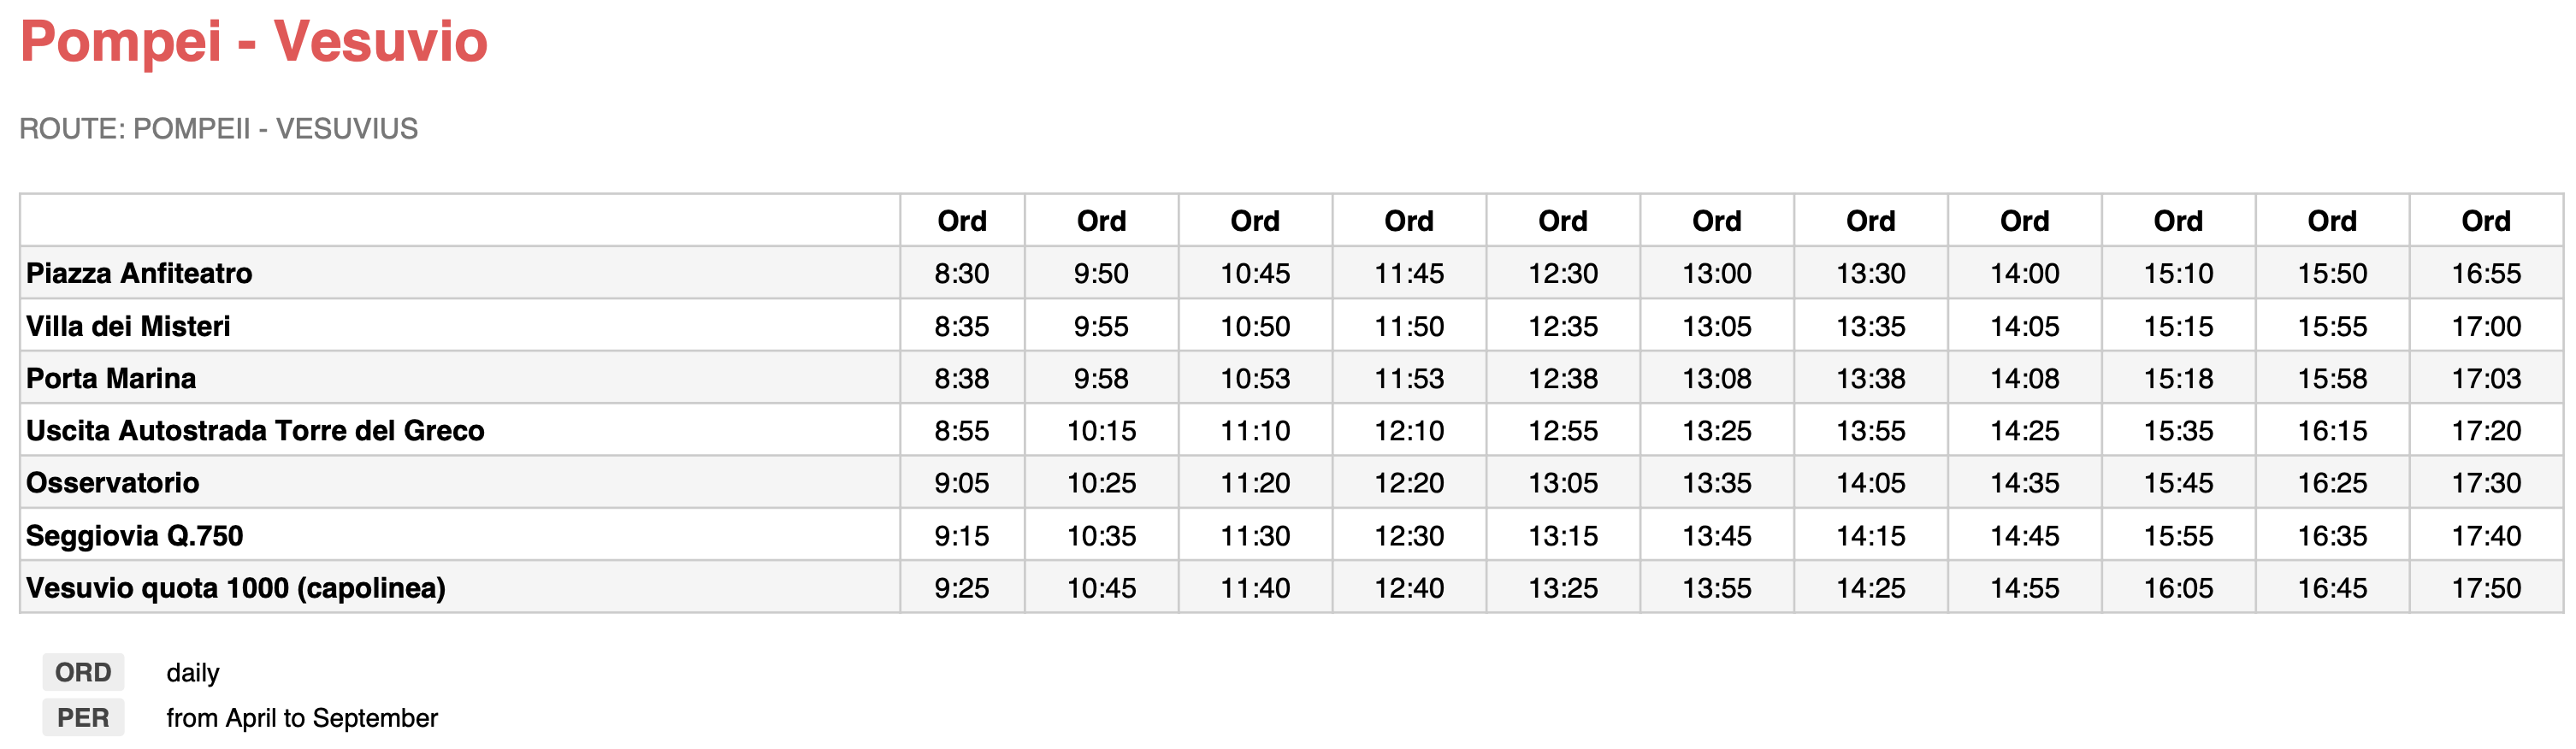 Pompei - Vesuvio
ROUTE: POMPEII - VESUVIUS
Ord Ord Ord Ord Ord Ord Ord Ord Ord Ord Ord
Piazza Anfiteatro 8:30 9:50 10:45 11:45 12:30 13:00 13:30 14:00 15:10 15:50 16:55
Villa dei Misteri 8:35 9:55 10:50 11:50 12:35 13:05 13:35 14:05 15:15 15:55 17:00
Porta Marina 8:38 9:58 10:53 11:53 12:38 13:08 13:38 14:08 15:18 15:58 17:03
Uscita Autostrada Torre del Greco 8:55 10:15 11:10 12:10 12:55 13:25 13:55 14:25 15:35 16:15 17:20
Osservatorio 9:05 10:25 11:20 12:20 13:05 13:35 14:05 14:35 15:45 16:25 17:30
Seggiovia Q.750 9:15 10:35 11:30 12:30 13:15 13:45 14:15 14:45 15:55 16:35 17:40
Vesuvio quota 1000 (capolinea) 9:25 10:45 11:40 12:40 13:25 13:55 14:25 14:55 16:05 16:45 17:50
ORD daily
PER from April to September